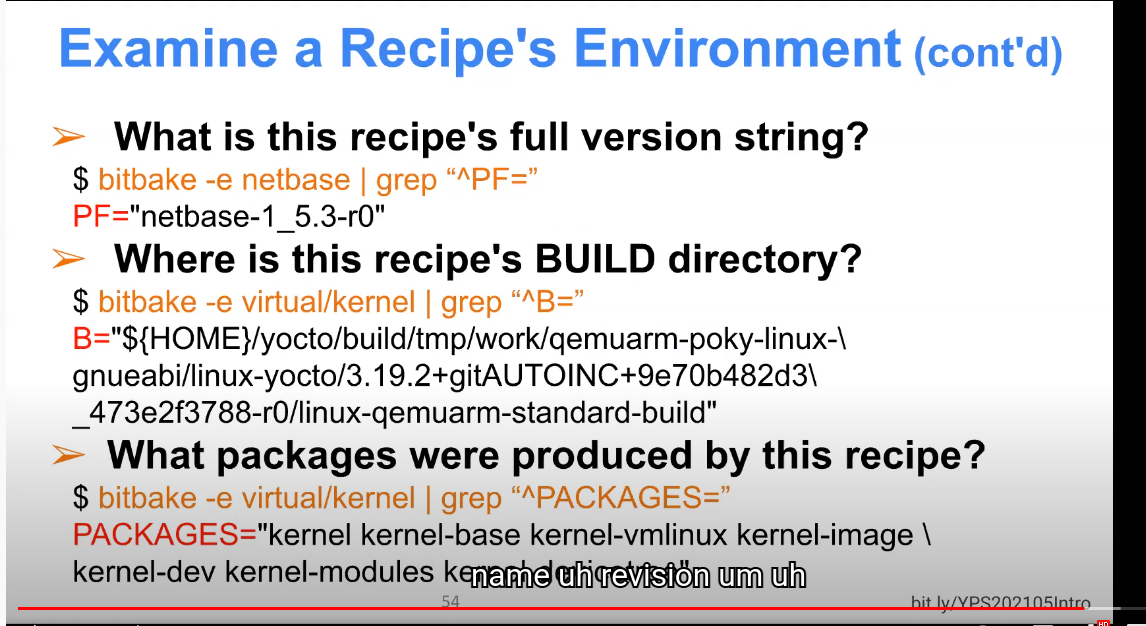 Examine a Recipe's Environment (cont'd)
➢ What is this recipe's full version string?
$ bitbake -e netbase | grep “^PF=”
PF="netbase-1_5.3-r0"
➢ Where is this recipe's BUILD directory?
$ bitbake -e virtual/kernel | grep “^B=”
B="${HOME}/yocto/build/tmp/work/qemuarm-poky-linux-\
gnueabi/linux-yocto/3.19.2+gitAUTOINC+9e70b482d3\
_473e2f3788-r0/linux-qemuarm-standard-build"
➢ What packages were produced by this recipe?
$ bitbake -e virtual/kernel | grep “^PACKAGES=”
PACKAGES="kernel kernel-base kernel-vmlinux kernel-image \
kernel-dev kernel-modules
name uh revision um uh
54
bit.ly/YPS202105Intro
HD